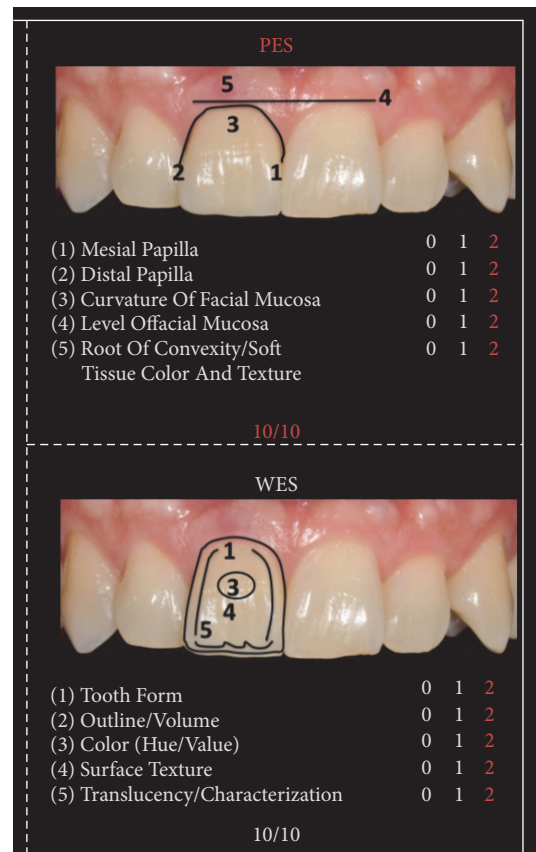 PES
5
4
3
2
1
(1) Mesial Papilla 0 1 2
(2) Distal Papilla 0 1 2
(3) Curvature Of Facial Mucosa 0 1 2
(4) Level Offacial Mucosa 0 1 2
(5) Root Of Convexity/Soft 0 1 2
Tissue Color And Texture
10/10
WES
1
3
4
5
(1) Tooth Form 0 1 2
(2) Outline/Volume 0 1 2
(3) Color (Hue/Value) 0 1 2
(4) Surface Texture 0 1 2
(5) Translucency/Characterization 0 1 2
10/10